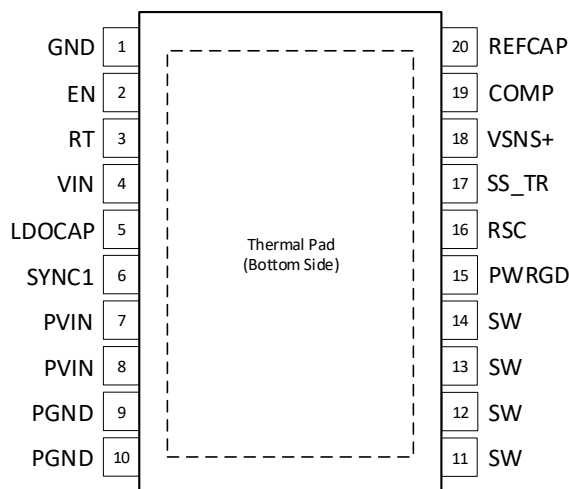 GND 1 20 REFCAP
EN 2 19 COMP
RT 3 18 VSNS+
VIN 4 17 SS_TR
LDOCAP 5 16 RSC
Thermal Pad
(Bottom Side)
SYNC1 6 15 PWRGD
PVIN 7 14 SW
PVIN 8 13 SW
PGND 9 12 SW
PGND 10 11 SW